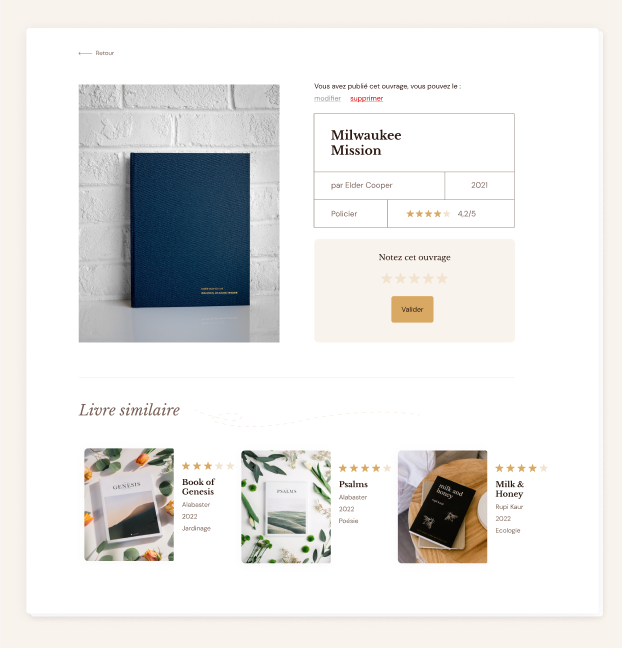 Retour
Vous avez publié cet ouvrage, vous pouvez le :
modifier supprimer
Milwaukee
Mission
par Elder Cooper 2021
Policier 4,2/5
Notez cet ouvrage
Valider
Livre similaire
GENESIS
Book of
Genesis
Alabaster
2022
Jardinage
PSALMS
Psalms
Alabaster
2022
Poésie
milk and
honey
Milk &
Honey
Rupi Kaur
2022
Ecologie